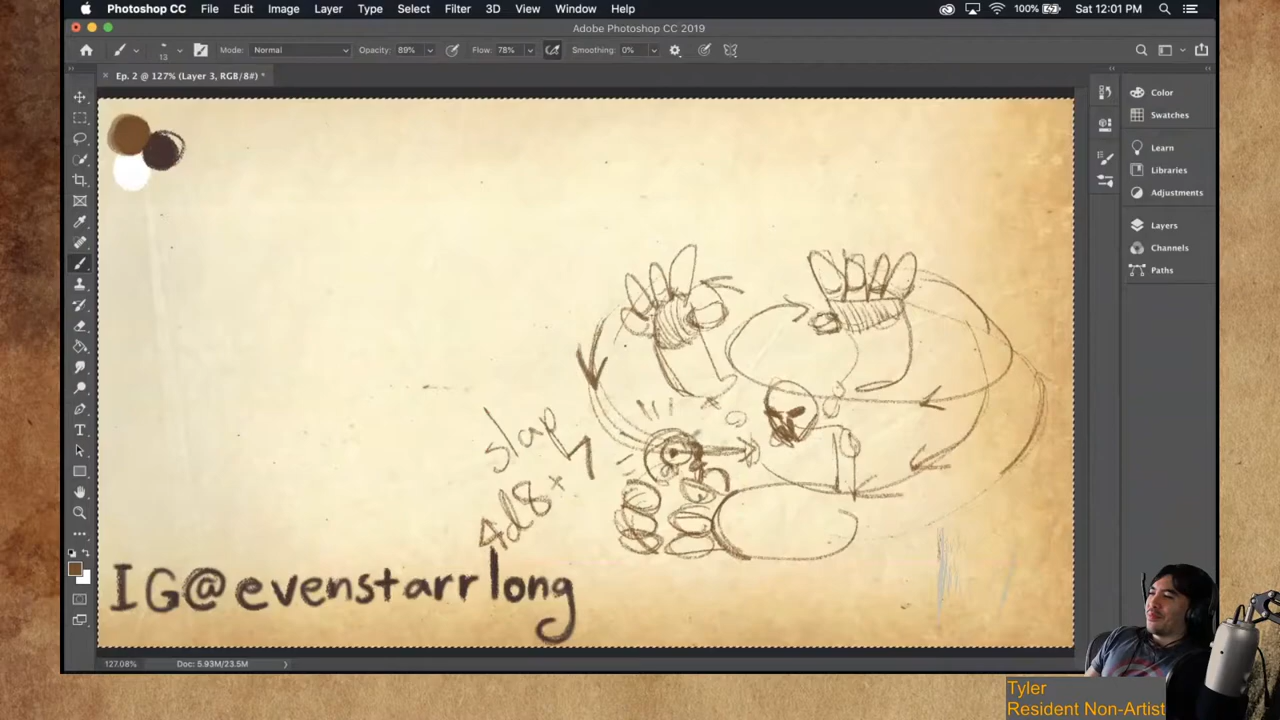 Photoshop CC File Edit Image Layer Type Select Filter 3D View Window Help 100% Sat 12:01 PM
Adobe Photoshop CC 2019
13 Mode: Normal Opacity: 89% Flow: 78% Smoothing: 0%
× Ep. 2 @ 127% (Layer 3, RGB/8#) *
Color
Swatches
Learn
Libraries
Adjustments
Layers
Channels
Paths
slap
4d8+
IG@evenstarrlong
127.08% Doc: 5.93M/23.5M
Tyler
Resident Non-Artist